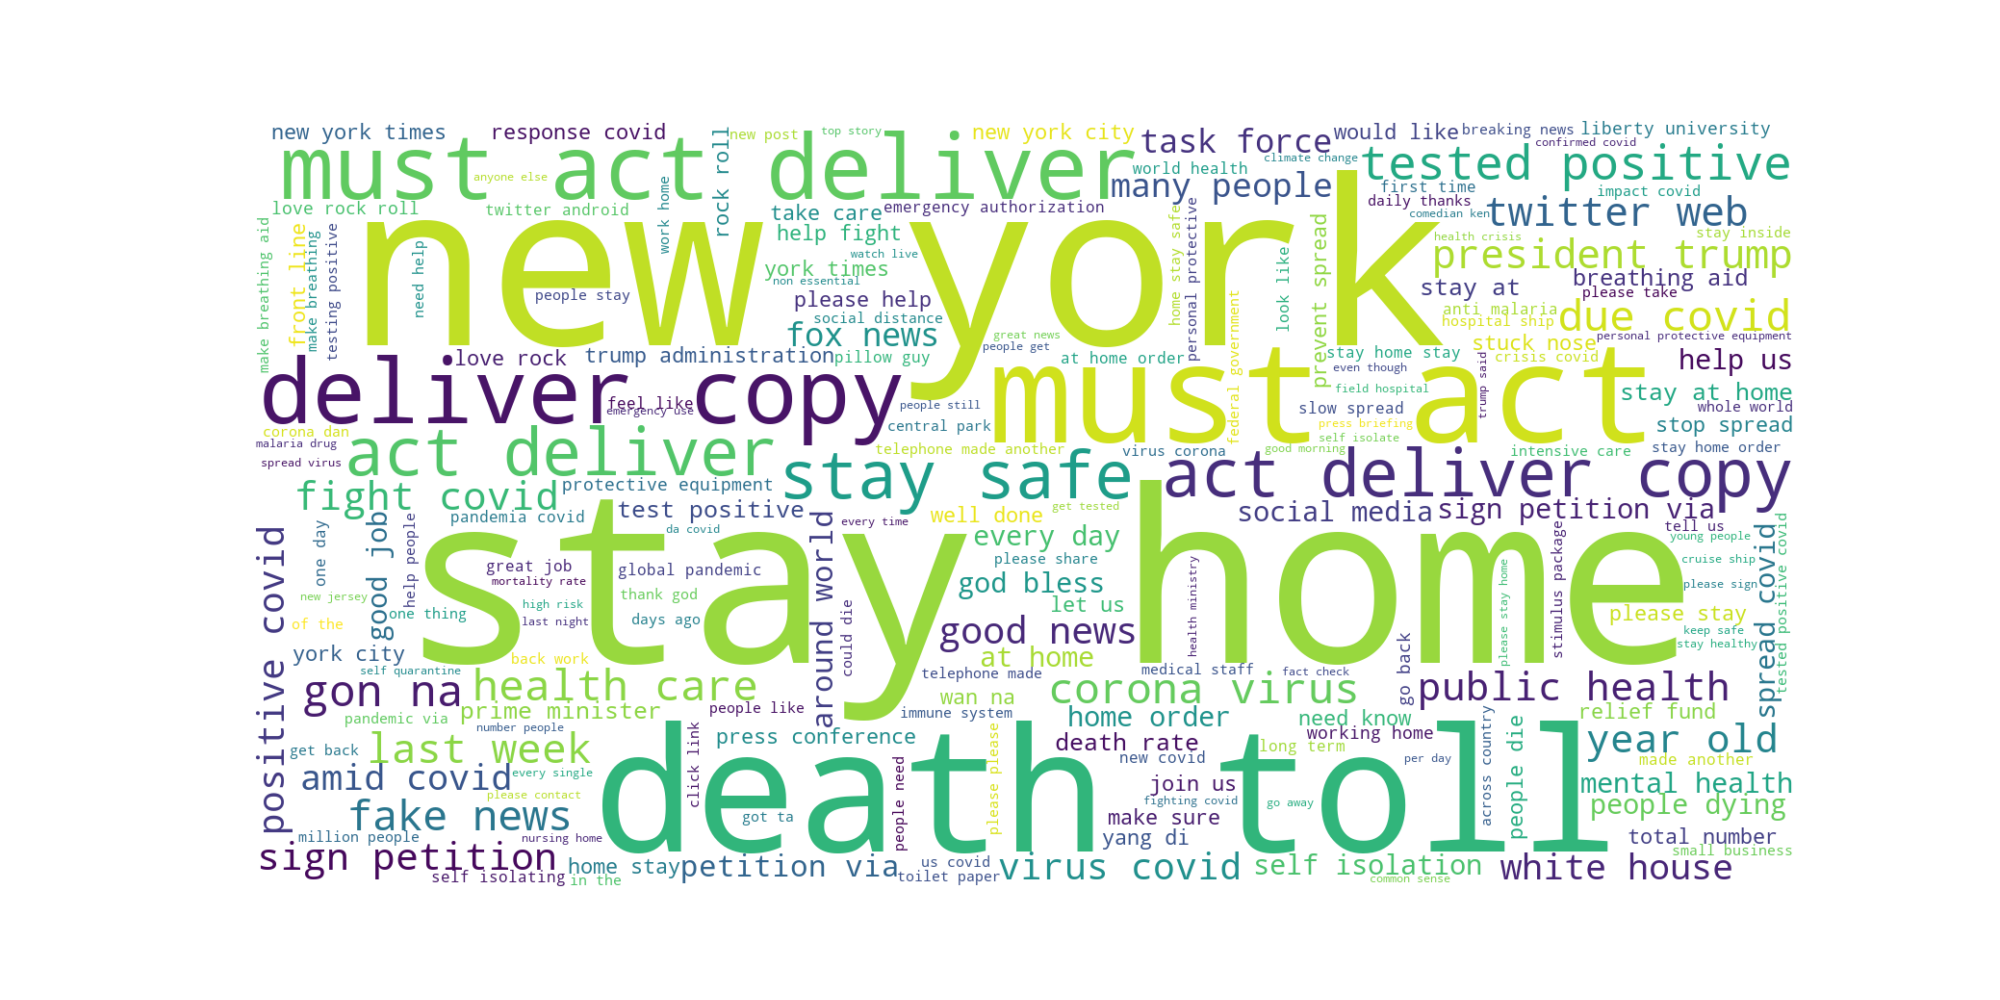 new york times
response covid
rock roll
new post
top story
new york city
task force
would like
breaking news
liberty university
confirmed covid
must act deliver
anyone else
work home
world health
climate change
tested positive
many people
first time
impact covid
daily thanks
love rock roll
twitter android
take care
emergency authorization
comedian ken
twitter web
make breathing aid
front line
make breathing
testing positive
need help
new york
help fight
watch live
home stay safe
personal protective
prevent spread
health crisis
stay inside
president trump
york times
non essential
look like
breathing aid
people stay
please help
stay at
please take
social distance
federal government
anti malaria
hospital ship
due covid
fox news
great news
people get
stuck nose
personal protective equipment
love rock
trump administration
pillow guy
at home order
stay home stay
crisis covid
help us
even though
trump said
deliver copy
must act
field hospital
stay at home
feel like
emergency use
people still
slow spread
whole world
central park
press briefing
stop spread
corona dan
self isolate
malaria drug
act deliver
telephone made another
virus corona
good morning
intensive care
stay home order
spread virus
stay safe
act deliver copy
fight covid
protective equipment
test positive
get tested
social media
sign petition via
pandemia covid
well done
every time
da covid
tell us
young people
positive covid
one day
good job
help people
stay home
around world
every day
please share
cruise ship
spread covid
tested positive covid
great job
global pandemic
god bless
mortality rate
please sign
new jersey
thank god
high risk
let us
health ministry
please stay home
stimulus package
please stay
one thing
of the
last night
days ago
could die
good news
keep safe
stay healthy
york city
back work
at home
go back
self quarantine
telephone made
medical staff
fact check
gon na
health care
wan na
corona virus
public health
pandemic via
prime minister
people like
immune system
home order
need know
relief fund
number people
working home
across country
people die
get back
last week
press conference
death rate
long term
year old
click link
people need
please please
new covid
per day
made another
amid covid
every single
death toll
join us
mental health
please contact
fighting covid
go away
people dying
fake news
got ta
make sure
million people
nursing home
yang di
total number
small business
sign petition
home stay
petition via
us covid
virus covid
self isolation
white house
self isolating
in the
toilet paper
common sense